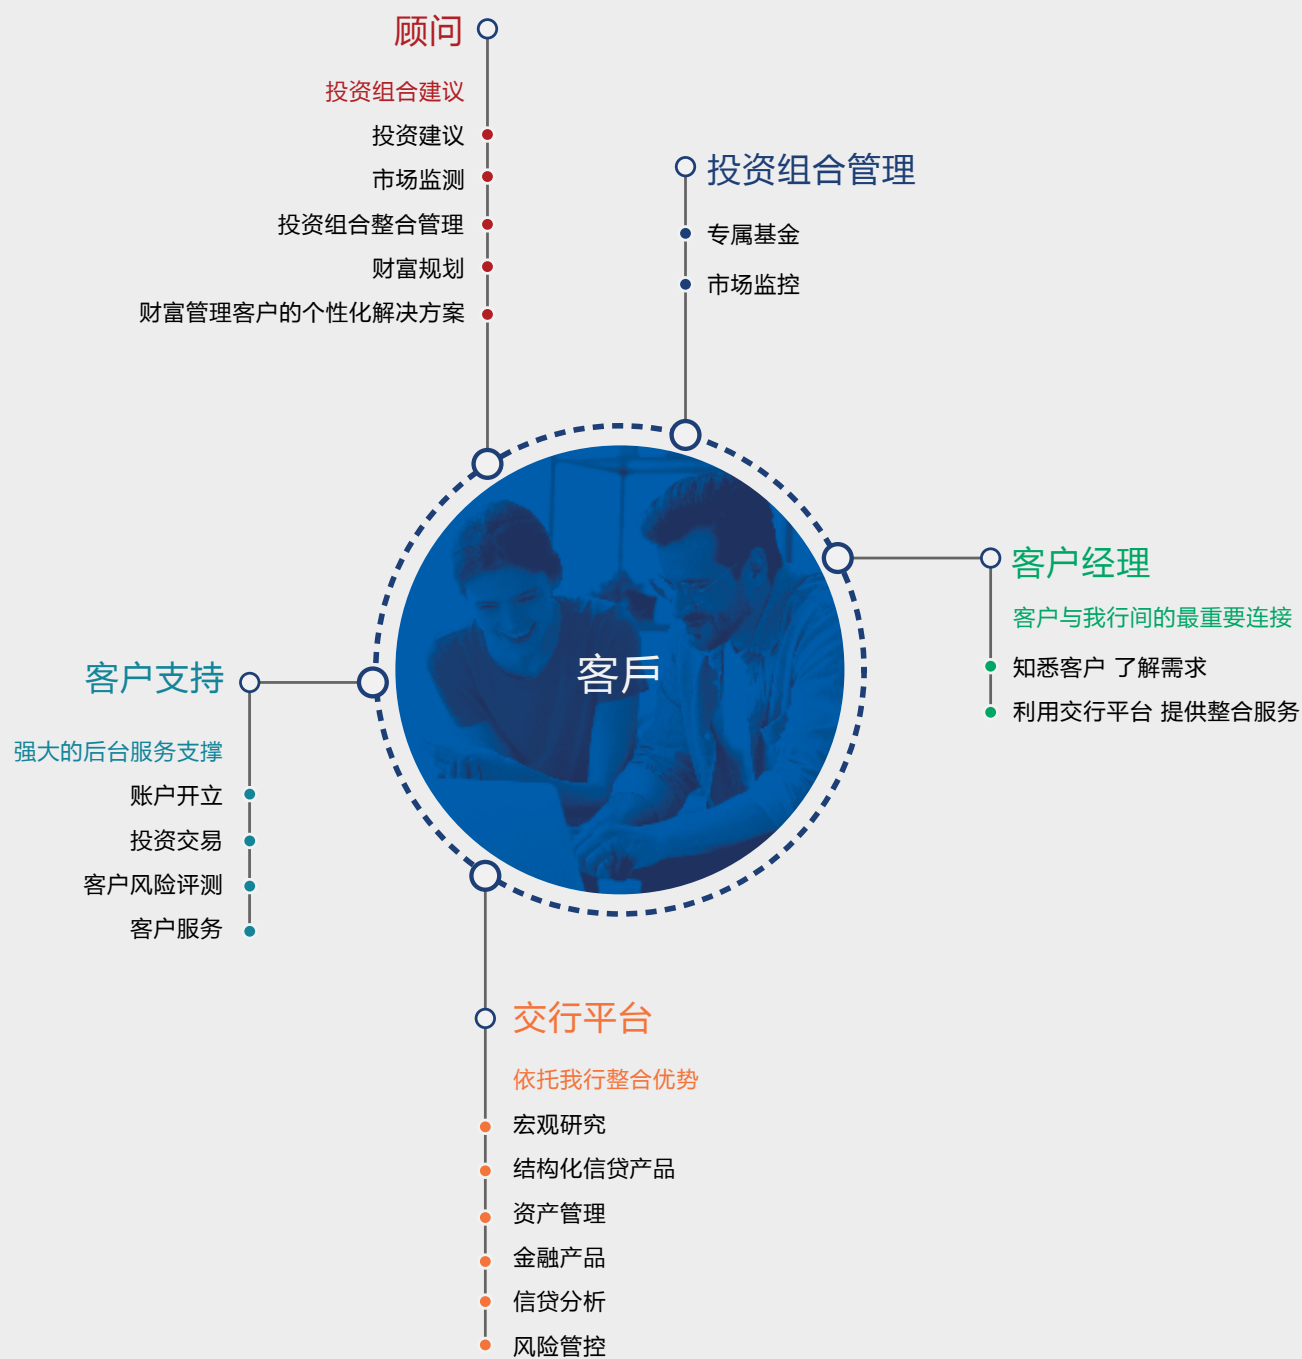 顾问
投资组合建议
投资建议
市场监测
投资组合整合管理
财富规划
财富管理客户的个性化解决方案
投资组合管理
专属基金
市场监控
客户经理
客户与我行间的最重要连接
知悉客户 了解需求
利用交行平台 提供整合服务
客戶
客户支持
强大的后台服务支撑
账户开立
投资交易
客户风险评测
客户服务
交行平台
依托我行整合优势
宏观研究
结构化信贷产品
资产管理
金融产品
信贷分析
风险管控